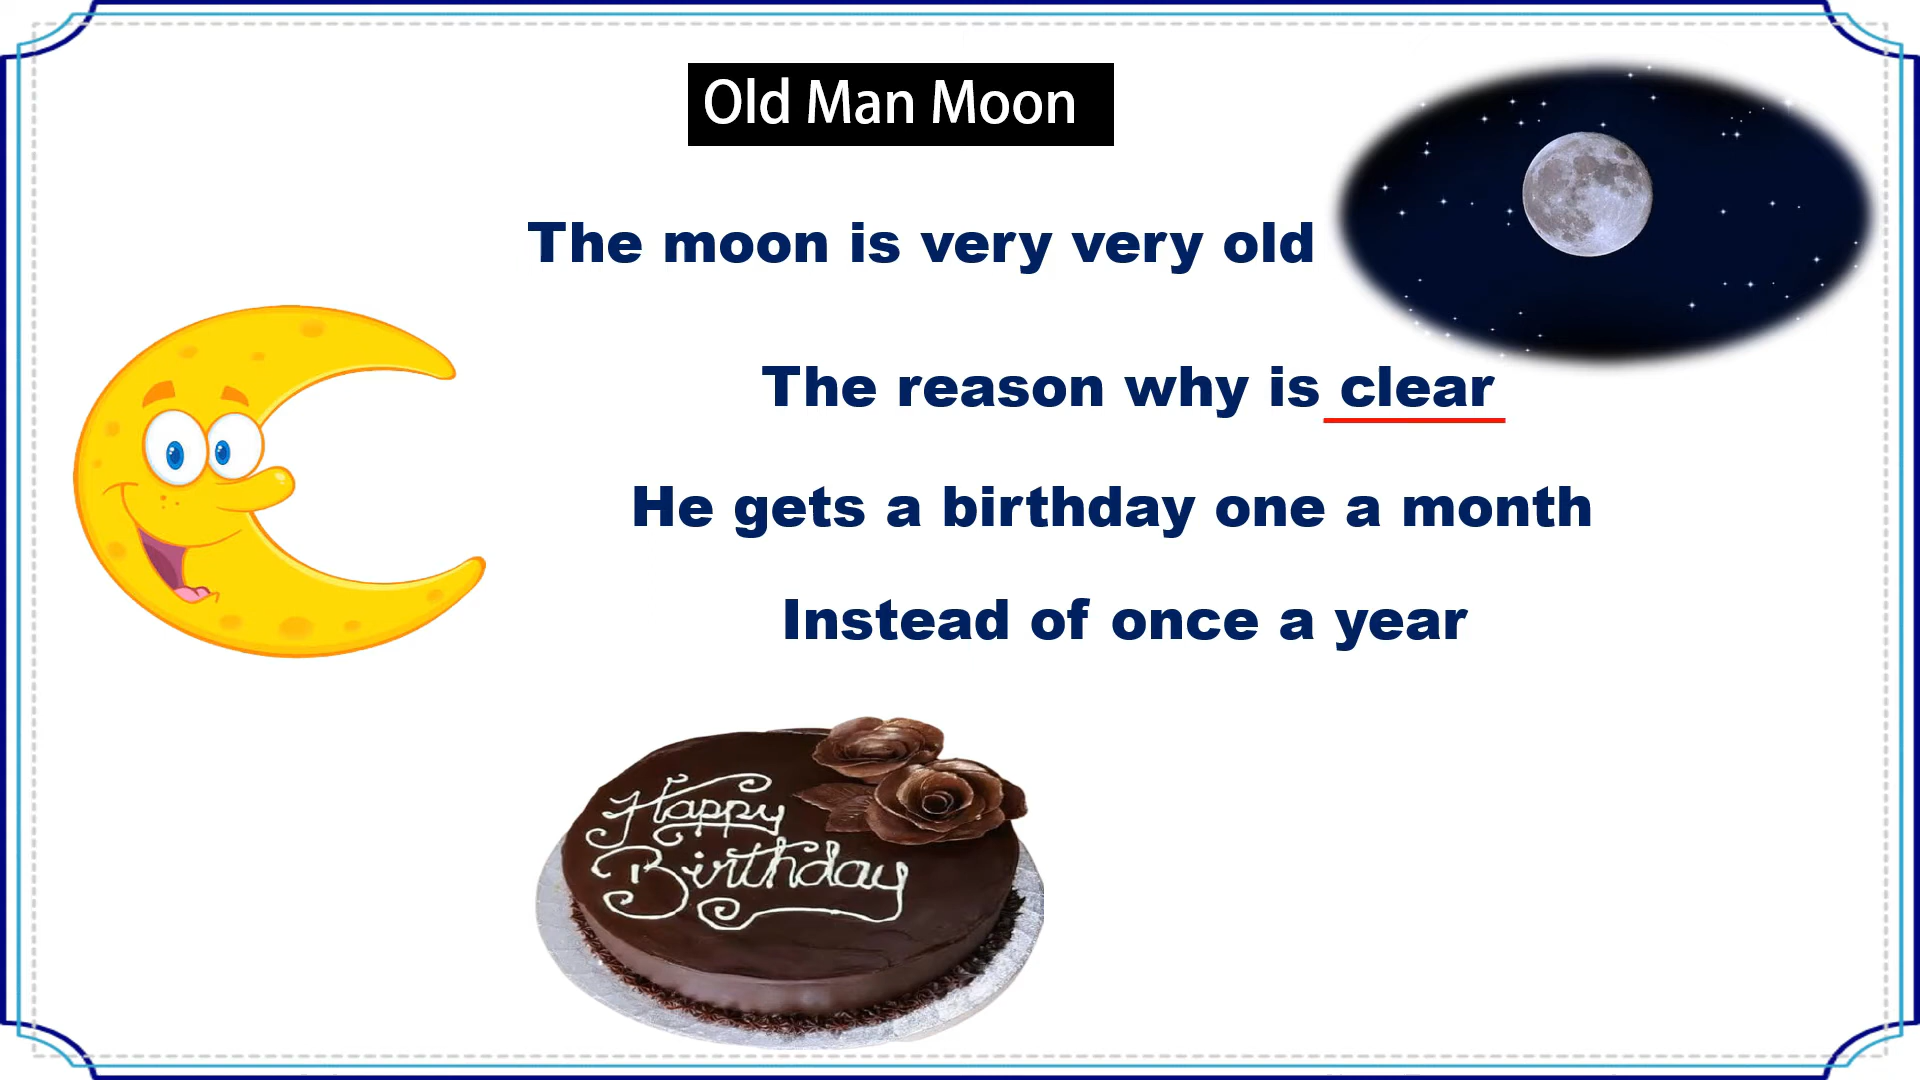 Old Man Moon
The moon is very very old
The reason why is clear
He gets a birthday one a month
Instead of once a year
Happy
Birthday